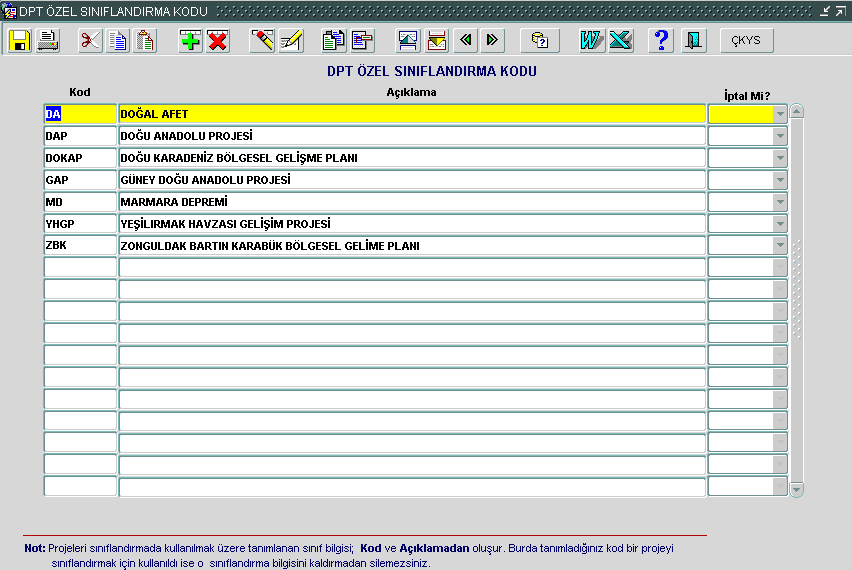 DPT ÖZEL SINIFLANDIRMA KODU
ÇKYS
DPT ÖZEL SINIFLANDIRMA KODU
Kod Açıklama İptal Mi?
DA DOĞAL AFET
DAP DOĞU ANADOLU PROJESİ
DOKAP DOĞU KARADENİZ BÖLGESEL GELİŞME PLANI
GAP GÜNEY DOĞU ANADOLU PROJESİ
MD MARMARA DEPREMİ
YHGP YEŞİLIRMAK HAVZASI GELİŞİM PROJESİ
ZBK ZONGULDAK BARTIN KARABÜK BÖLGESEL GELİME PLANI
Not: Projeleri sınıflandırmada kullanılmak üzere tanımlanan sınıf bilgisi; Kod ve Açıklamadan oluşur. Burda tanımladığınız kod bir projeyi
sınıflandırmak için kullanıldı ise o sınıflandırma bilgisini kaldırmadan silemezsiniz.